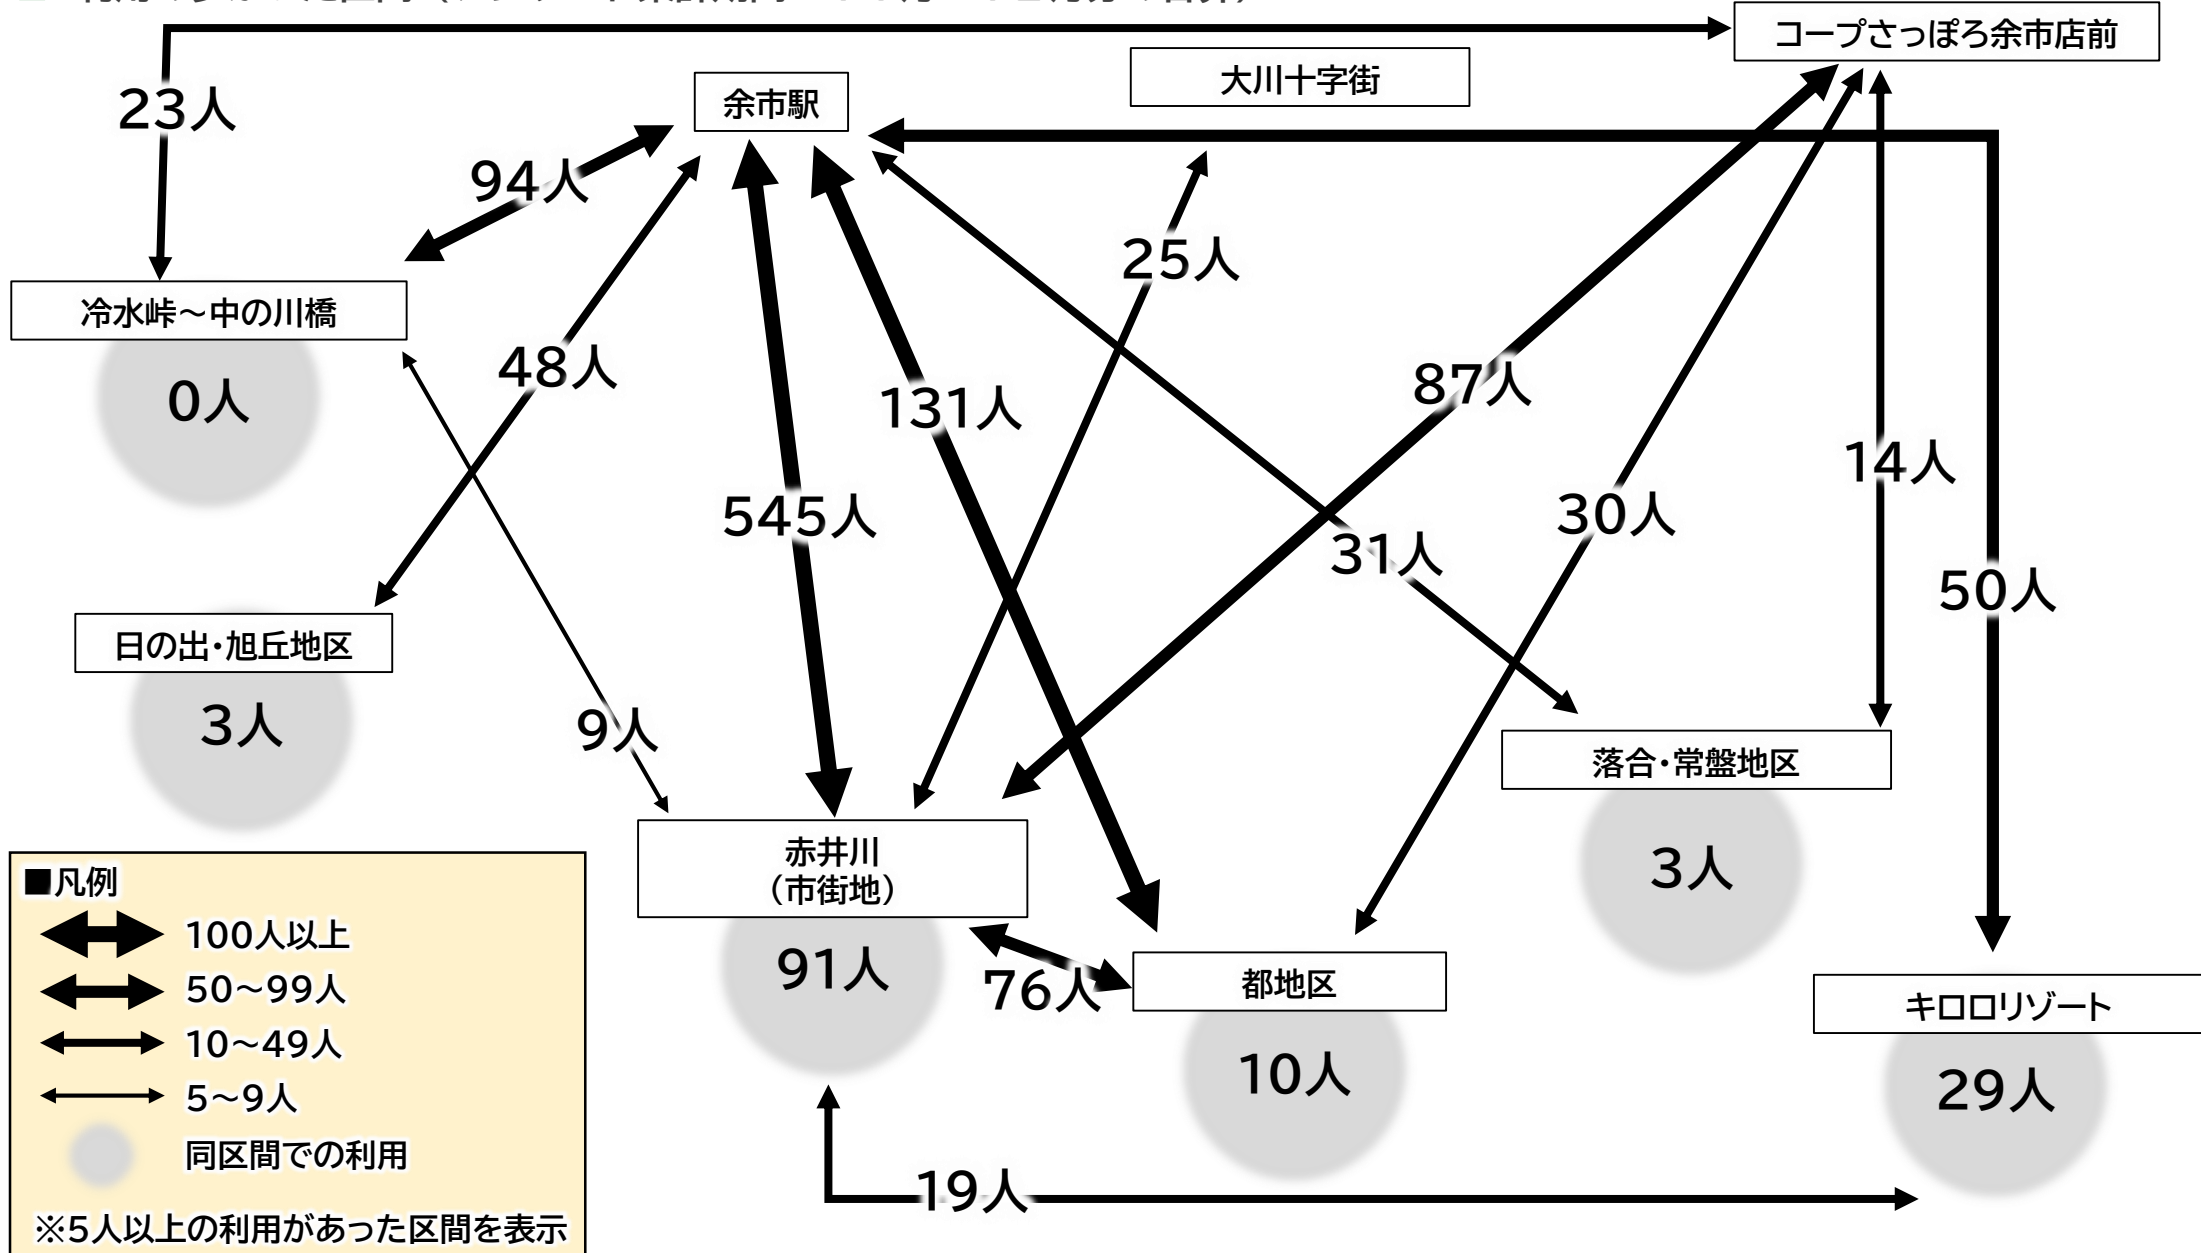 コープさっぽろ余市店前
大川十字街
余市駅
23人
94人
25人
冷水峠～中の川橋
0人
48人
131人
87人
14人
545人
30人
31人
50人
日の出・旭丘地区
3人
9人
落合・常盤地区
3人
赤井川
（市街地）
91人
76人
都地区
10人
キロロリゾート
29人
19人
■凡例
100人以上
50～99人
10～49人
5～9人
同区間での利用
※5人以上の利用があった区間を表示